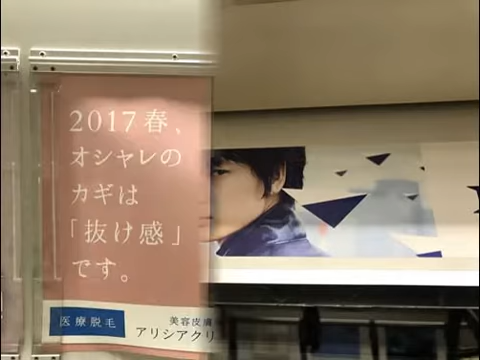 2017春、
オシャレの
カギは
「抜け感」
です。
医療脱毛
美容皮膚
アリシアクリ